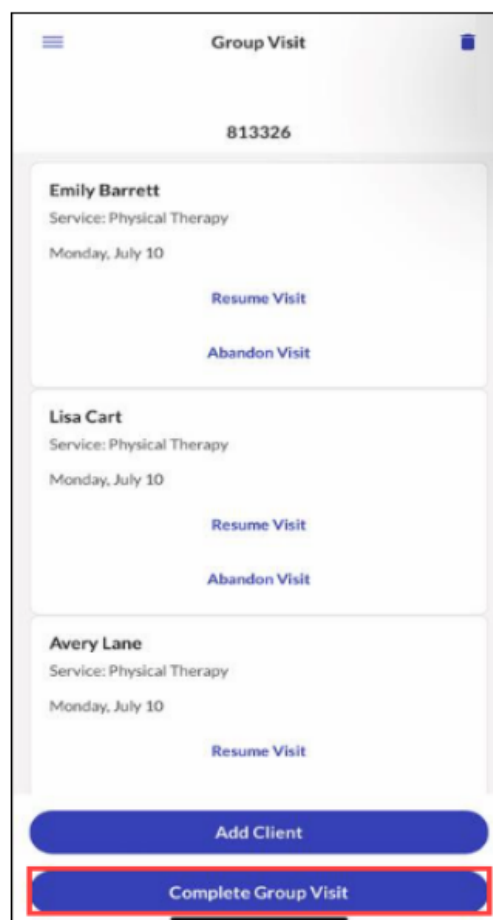 Group Visit
813326
Emily Barrett
Service: Physical Therapy
Monday, July 10
Resume Visit
Abandon Visit
Lisa Cart
Service: Physical Therapy
Monday, July 10
Resume Visit
Abandon Visit
Avery Lane
Service: Physical Therapy
Monday, July 10
Resume Visit
Add Client
Complete Group Visit